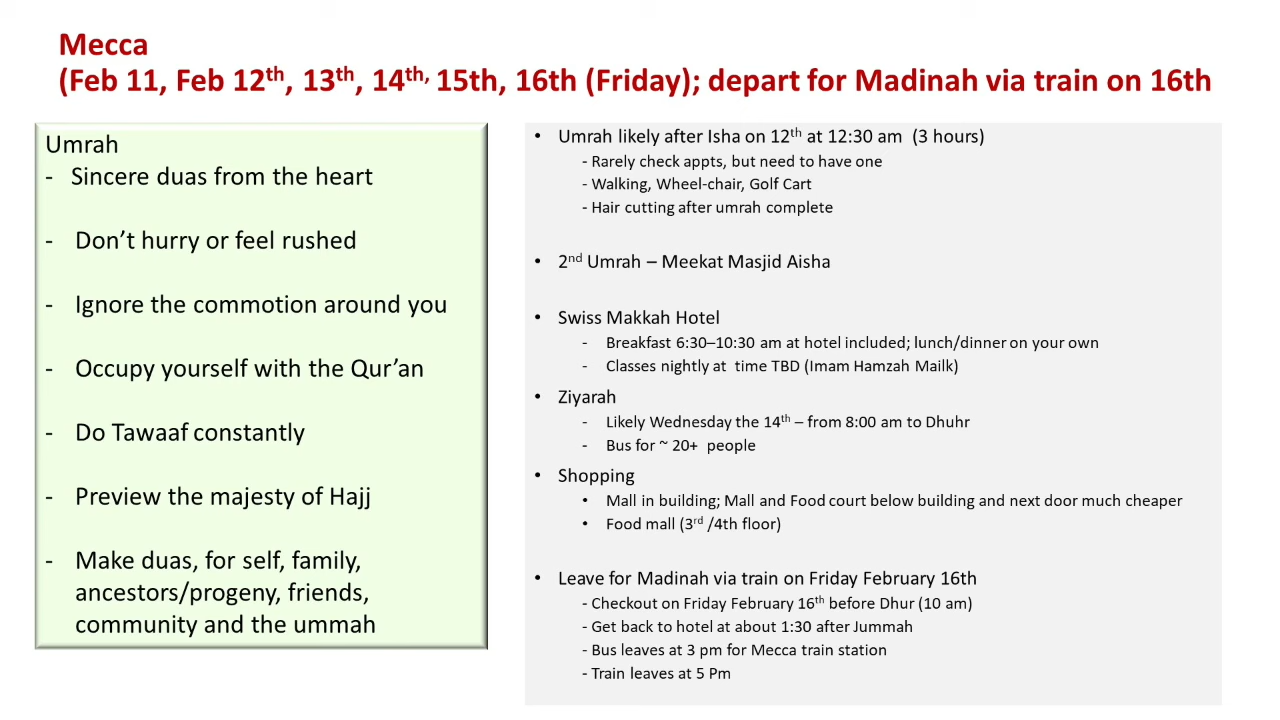 Mecca
(Feb 11, Feb 12th, 13th, 14th, 15th, 16th (Friday); depart for Madinah via train on 16th
Umrah
- Sincere duas from the heart
- Don’t hurry or feel rushed
- Ignore the commotion around you
- Occupy yourself with the Qur’an
- Do Tawaaf constantly
- Preview the majesty of Hajj
- Make duas, for self, family,
ancestors/progeny, friends,
community and the ummah
• Umrah likely after Isha on 12th at 12:30 am (3 hours)
- Rarely check appts, but need to have one
- Walking, Wheel-chair, Golf Cart
- Hair cutting after umrah complete
• 2nd Umrah – Meekat Masjid Aisha
• Swiss Makkah Hotel
- Breakfast 6:30–10:30 am at hotel included; lunch/dinner on your own
- Classes nightly at time TBD (Imam Hamzah Mailk)
• Ziyarah
- Likely Wednesday the 14th – from 8:00 am to Dhuhr
- Bus for ~ 20+ people
• Shopping
• Mall in building; Mall and Food court below building and next door much cheaper
• Food mall (3rd /4th floor)
• Leave for Madinah via train on Friday February 16th
- Checkout on Friday February 16th before Dhur (10 am)
- Get back to hotel at about 1:30 after Jummah
- Bus leaves at 3 pm for Mecca train station
- Train leaves at 5 Pm